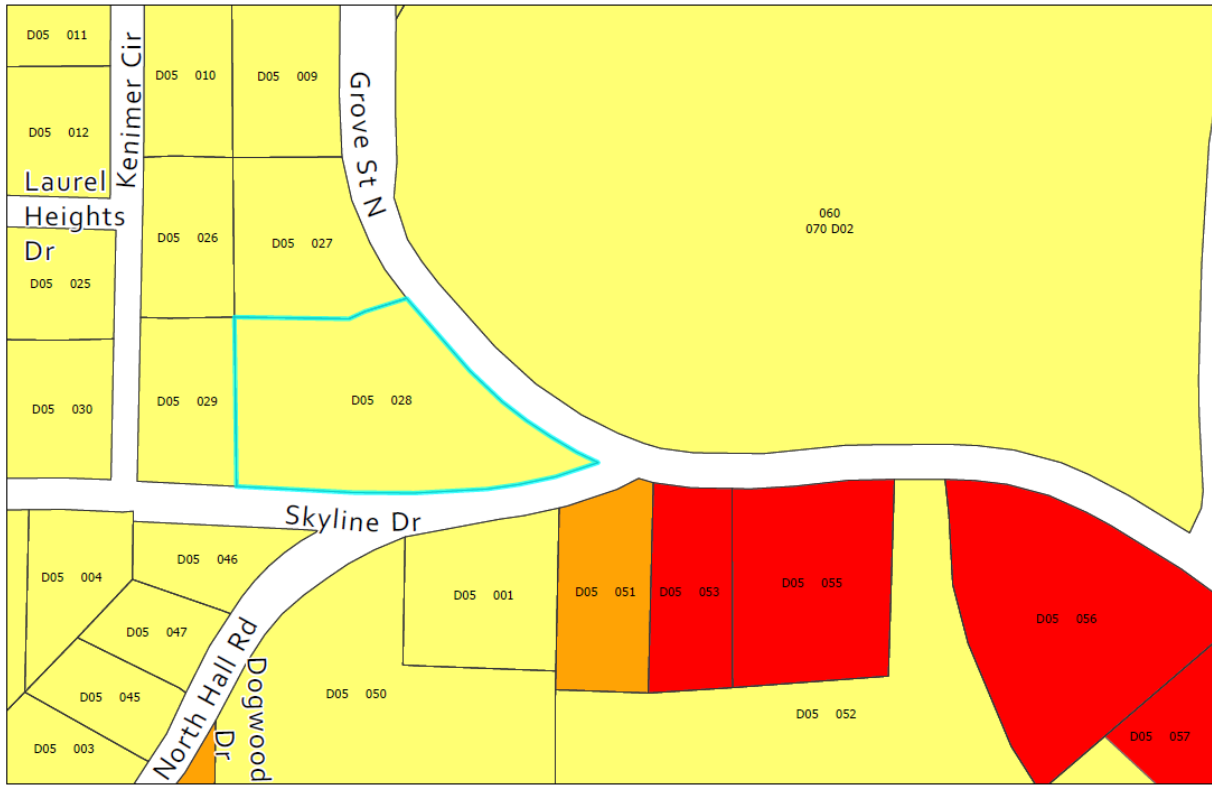 D05 011
Kenimer Cir
D05 010
D05 009
Grove St N
D05 012
Laurel
Heights
Dr
060
070 D02
D05 026
D05 027
D05 025
D05 028
D05 029
D05 030
Skyline Dr
D05 046
D05 004
D05 001
D05 051
D05 053
D05 055
D05 056
D05 047
North Hall Rd
Dogwood
Dr
D05 045
D05 050
D05 052
D05 003
D05 057